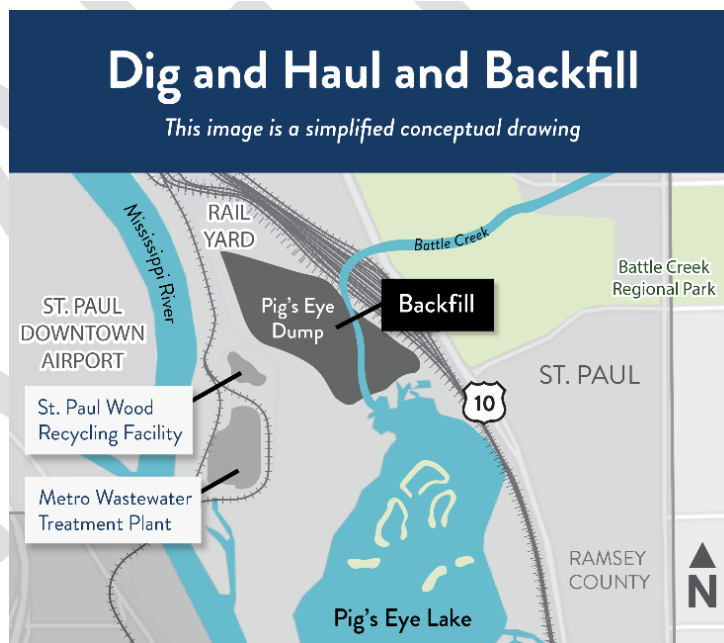 Dig and Haul and Backfill
This image is a simplified conceptual drawing
Mississippi River
RAIL
YARD
Battle Creek
Battle Creek
Regional Park
ST. PAUL
DOWNTOWN
AIRPORT
Pig's Eye
Dump
Backfill
ST. PAUL
10
St. Paul Wood
Recycling Facility
Metro Wastewater
Treatment Plant
RAMSEY
COUNTY
N
Pig's Eye Lake